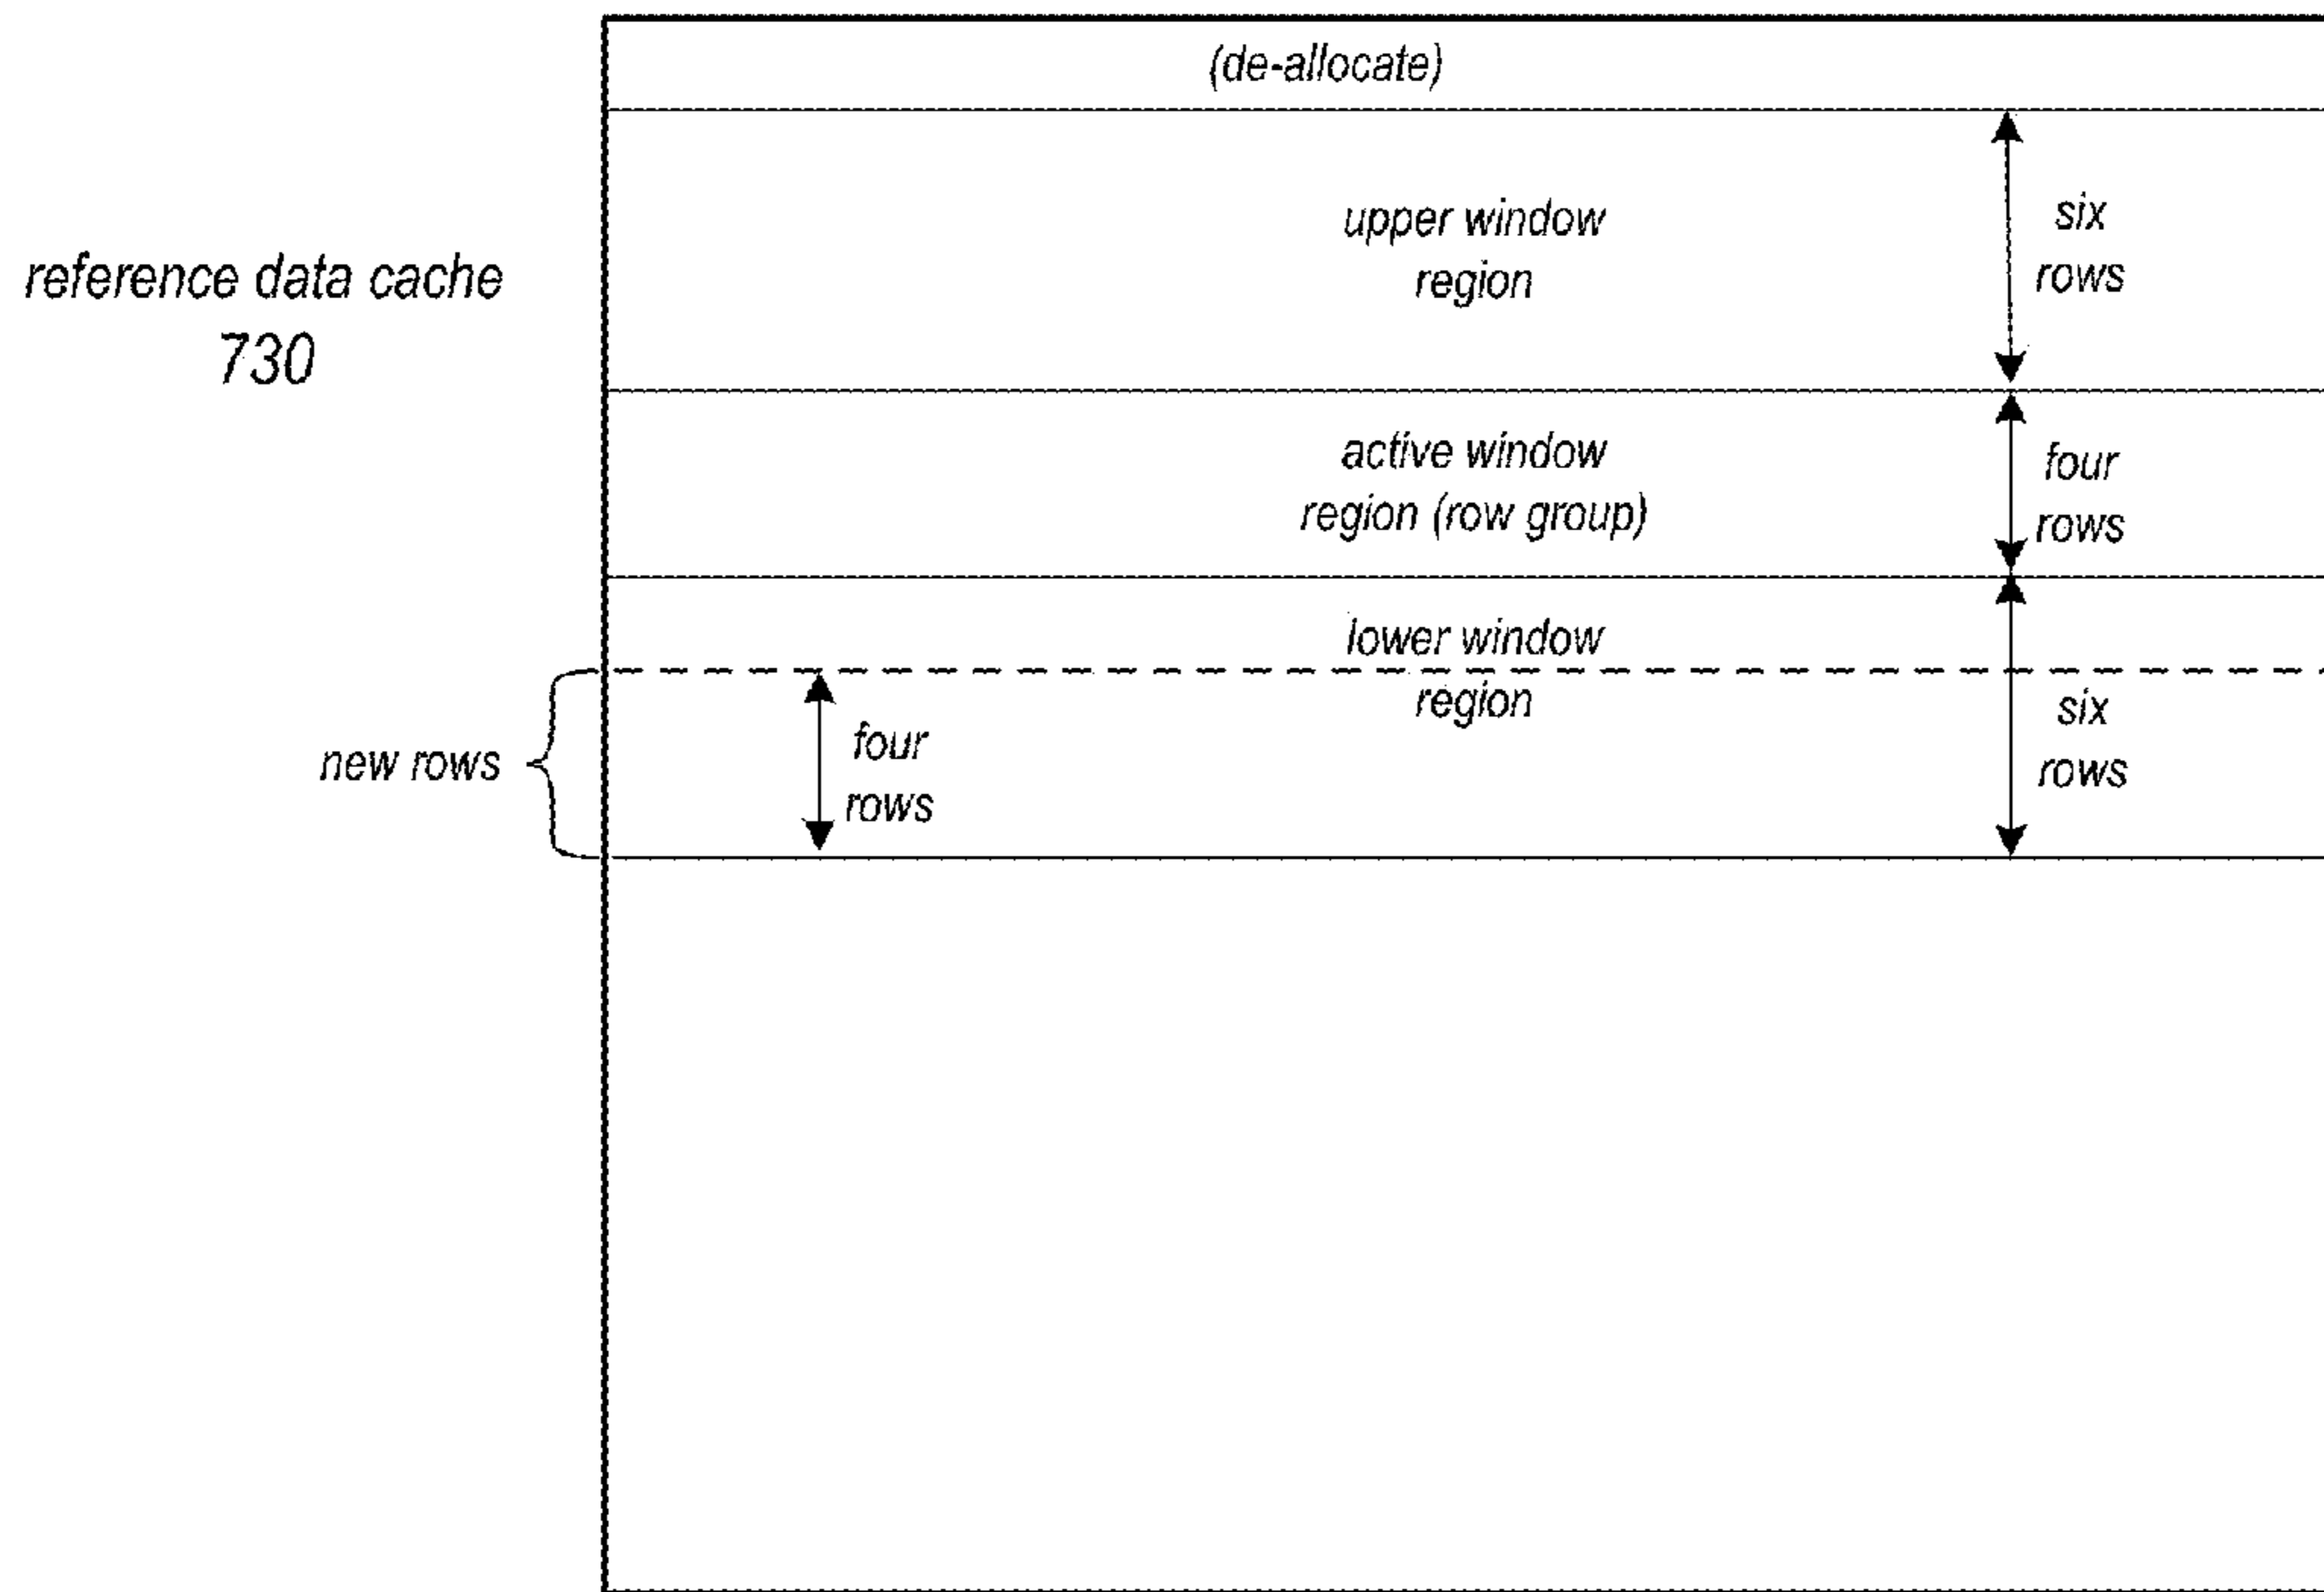 (de-allocate)
reference data cache
730
upper window
region
six
rows
active window
region (row group)
four
rows
lower window
region
six
rows
new rows
four
rows